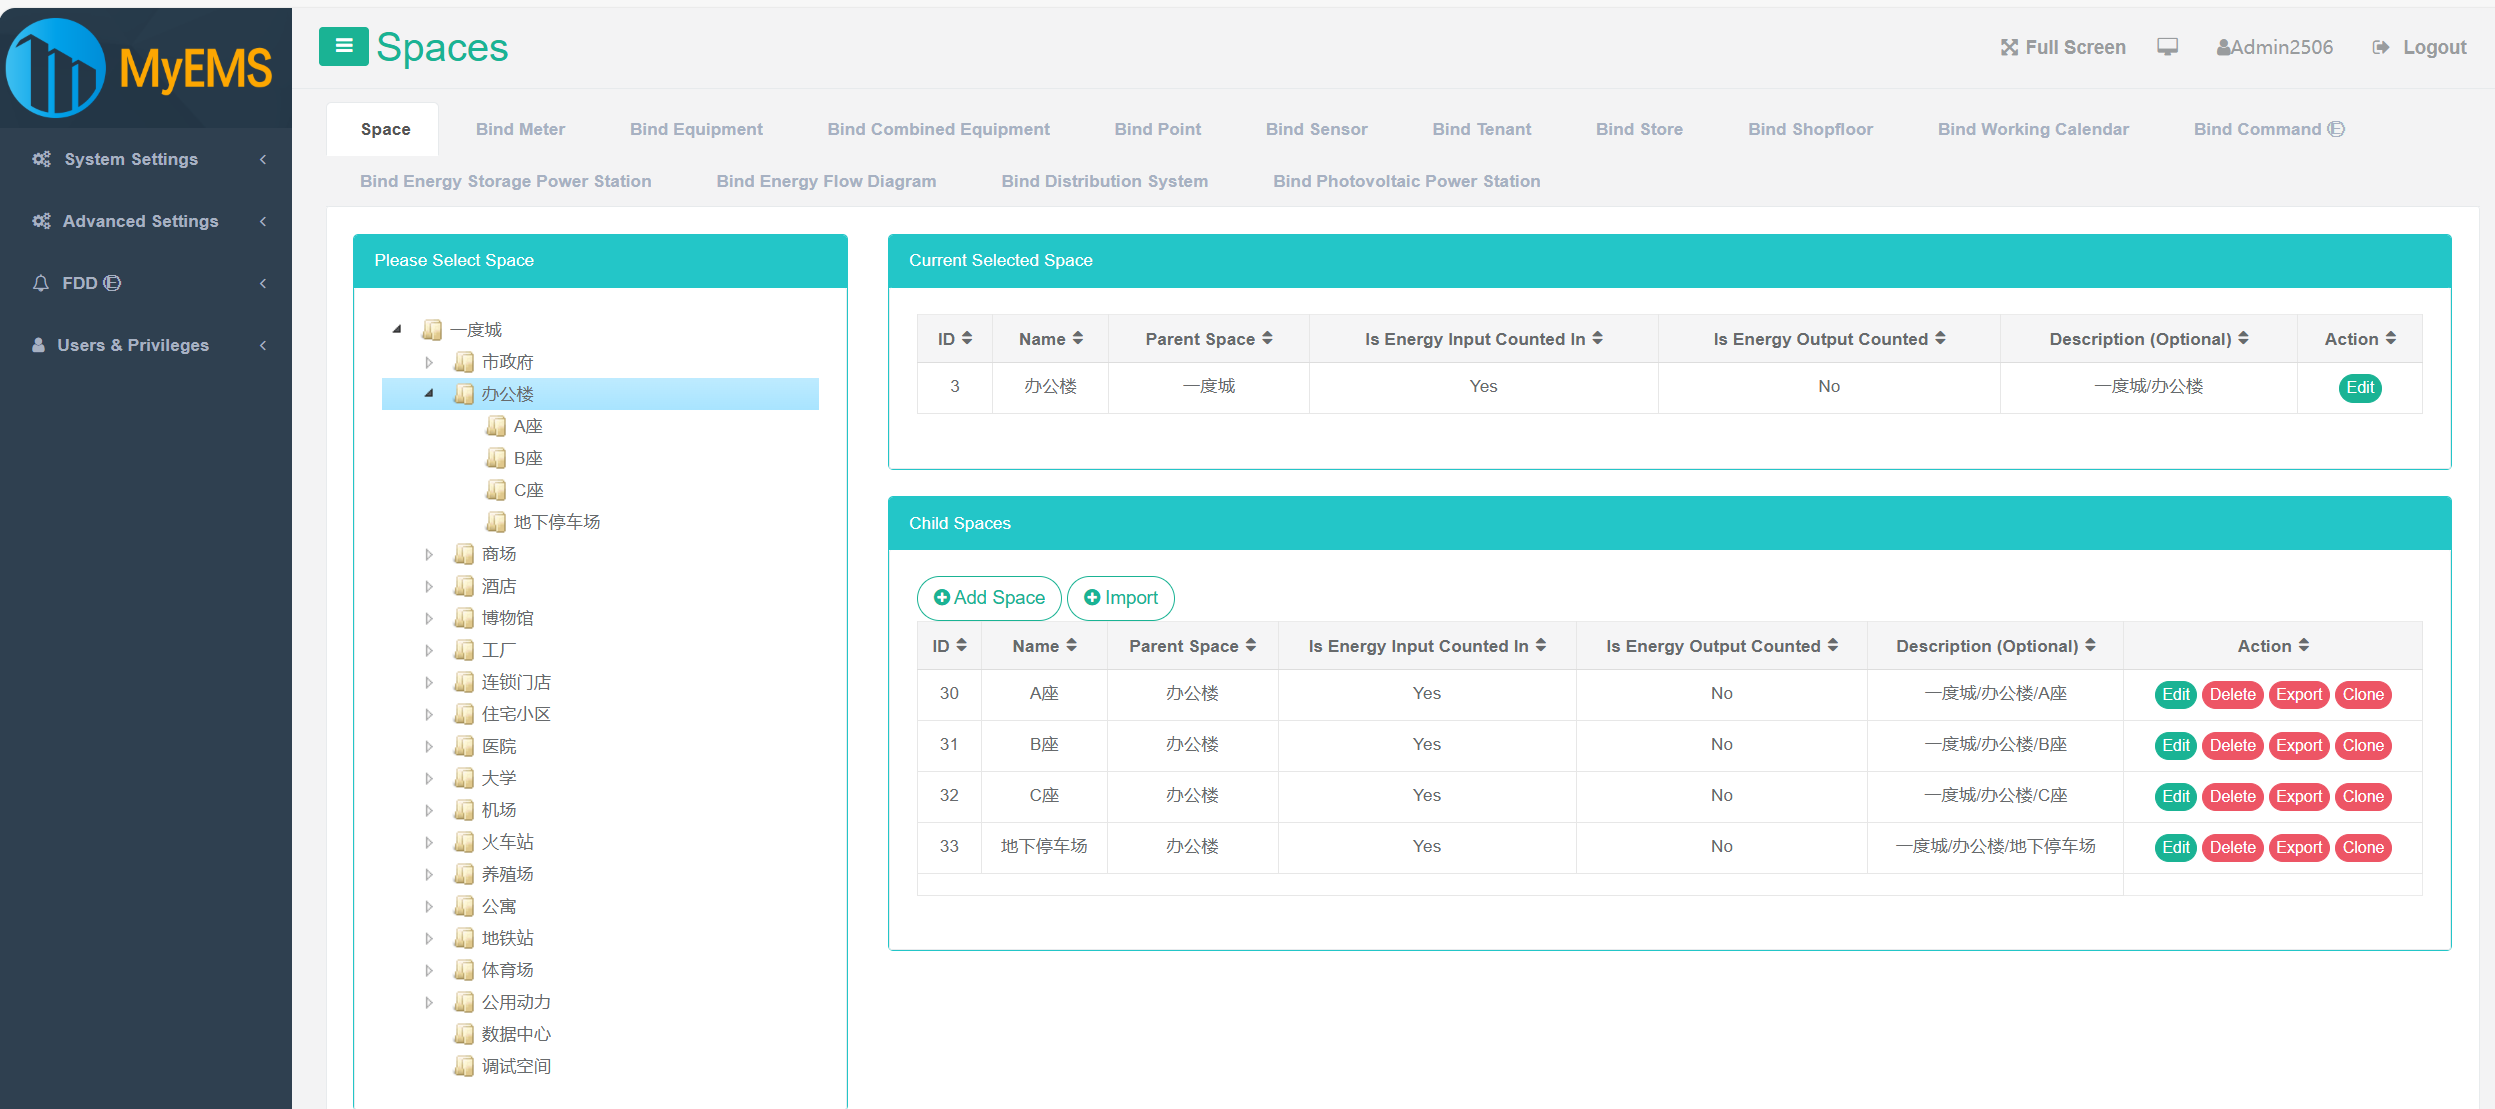 MyEMS
Spaces
Full Screen
Admin2506
Logout
System Settings
Advanced Settings
FDD Ⓔ
Users & Privileges
Space
Bind Meter
Bind Equipment
Bind Combined Equipment
Bind Point
Bind Sensor
Bind Tenant
Bind Store
Bind Shopfloor
Bind Working Calendar
Bind Command Ⓔ
Bind Energy Storage Power Station
Bind Energy Flow Diagram
Bind Distribution System
Bind Photovoltaic Power Station
Please Select Space
一度城
市政府
办公楼
A座
B座
C座
地下停车场
商场
酒店
博物馆
工厂
连锁门店
住宅小区
医院
大学
机场
火车站
养殖场
公寓
地铁站
体育场
公用动力
数据中心
调试空间
Current Selected Space
ID Name Parent Space Is Energy Input Counted In Is Energy Output Counted Description (Optional) Action
3 办公楼 一度城 Yes No 一度城/办公楼 Edit
Child Spaces
Add Space Import
ID Name Parent Space Is Energy Input Counted In Is Energy Output Counted Description (Optional) Action
30 A座 办公楼 Yes No 一度城/办公楼/A座 Edit Delete Export Clone
31 B座 办公楼 Yes No 一度城/办公楼/B座 Edit Delete Export Clone
32 C座 办公楼 Yes No 一度城/办公楼/C座 Edit Delete Export Clone
33 地下停车场 办公楼 Yes No 一度城/办公楼/地下停车场 Edit Delete Export Clone